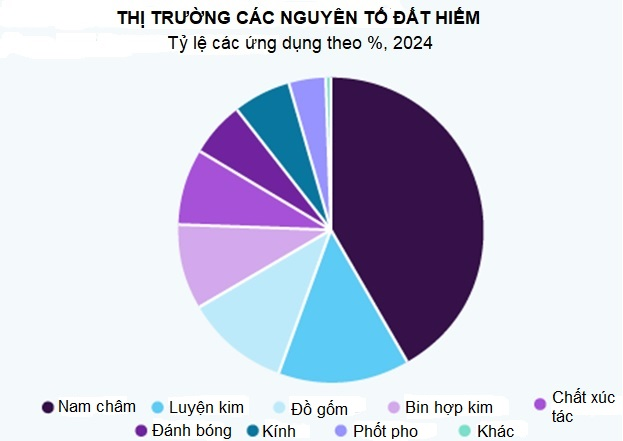 THỊ TRƯỜNG CÁC NGUYÊN TỐ ĐẤT HIẾM
Tỷ lệ các ứng dụng theo %, 2024
Nam châm
Luyện kim
Đồ gốm
Bin hợp kim
Chất xúc
tác
Đánh bóng
Kính
Phốt pho
Khác